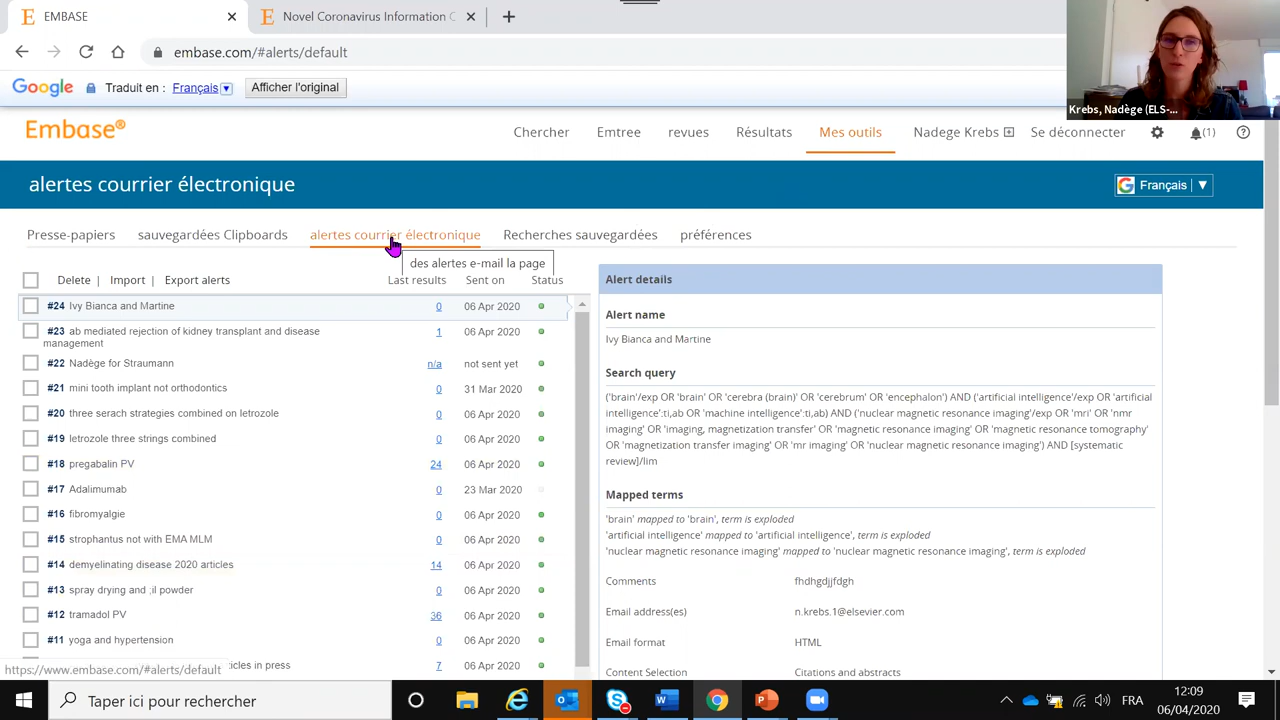 EMBASE
Novel Coronavirus Information C
embase.com/#alerts/default
Google Traduit en : Français Afficher l'original
Krebs, Nadège (ELS-...
Embase®
Chercher Emtree revues Résultats Mes outils Nadege Krebs Se déconnecter (1)
alertes courrier électronique
Français
Presse-papiers sauvegardées Clipboards alertes courrier électronique Recherches sauvegardées préférences
des alertes e-mail la page
Delete | Import | Export alerts Last results Sent on Status
#24 Ivy Bianca and Martine 0 06 Apr 2020
#23 ab mediated rejection of kidney transplant and disease 1 06 Apr 2020
management
#22 Nadège for Straumann n/a not sent yet
#21 mini tooth implant not orthodontics 0 31 Mar 2020
#20 three serach strategies combined on letrozole 0 06 Apr 2020
#19 letrozole three strings combined 0 06 Apr 2020
#18 pregabalin PV 24 06 Apr 2020
#17 Adalimumab 0 23 Mar 2020
#16 fibromyalgie 0 06 Apr 2020
#15 strophantus not with EMA MLM 0 06 Apr 2020
#14 demyelinating disease 2020 articles 14 06 Apr 2020
#13 spray drying and ;il powder 0 06 Apr 2020
#12 tramadol PV 36 06 Apr 2020
#11 yoga and hypertension 0 06 Apr 2020
https://www.embase.com/#alerts/default ticles in press 7 06 Apr 2020
Alert details
Alert name
Ivy Bianca and Martine
Search query
('brain'/exp OR 'brain' OR 'cerebra (brain)' OR 'cerebrum' OR 'encephalon') AND ('artificial intelligence'/exp OR 'artificial
intelligence':ti,ab OR 'machine intelligence':ti,ab) AND ('nuclear magnetic resonance imaging'/exp OR 'mri' OR 'nmr
imaging' OR 'imaging, magnetization transfer' OR 'magnetic resonance imaging' OR 'magnetic resonance tomography'
OR 'magnetization transfer imaging' OR 'mr imaging' OR 'nuclear magnetic resonance imaging') AND [systematic
review]/lim
Mapped terms
'brain' mapped to 'brain', term is exploded
'artificial intelligence' mapped to 'artificial intelligence', term is exploded
'nuclear magnetic resonance imaging' mapped to 'nuclear magnetic resonance imaging', term is exploded
Comments fhdhgdjjfdgh
Email address(es) n.krebs.1@elsevier.com
Email format HTML
Content Selection Citations and abstracts
Taper ici pour rechercher
FRA
12:09
06/04/2020